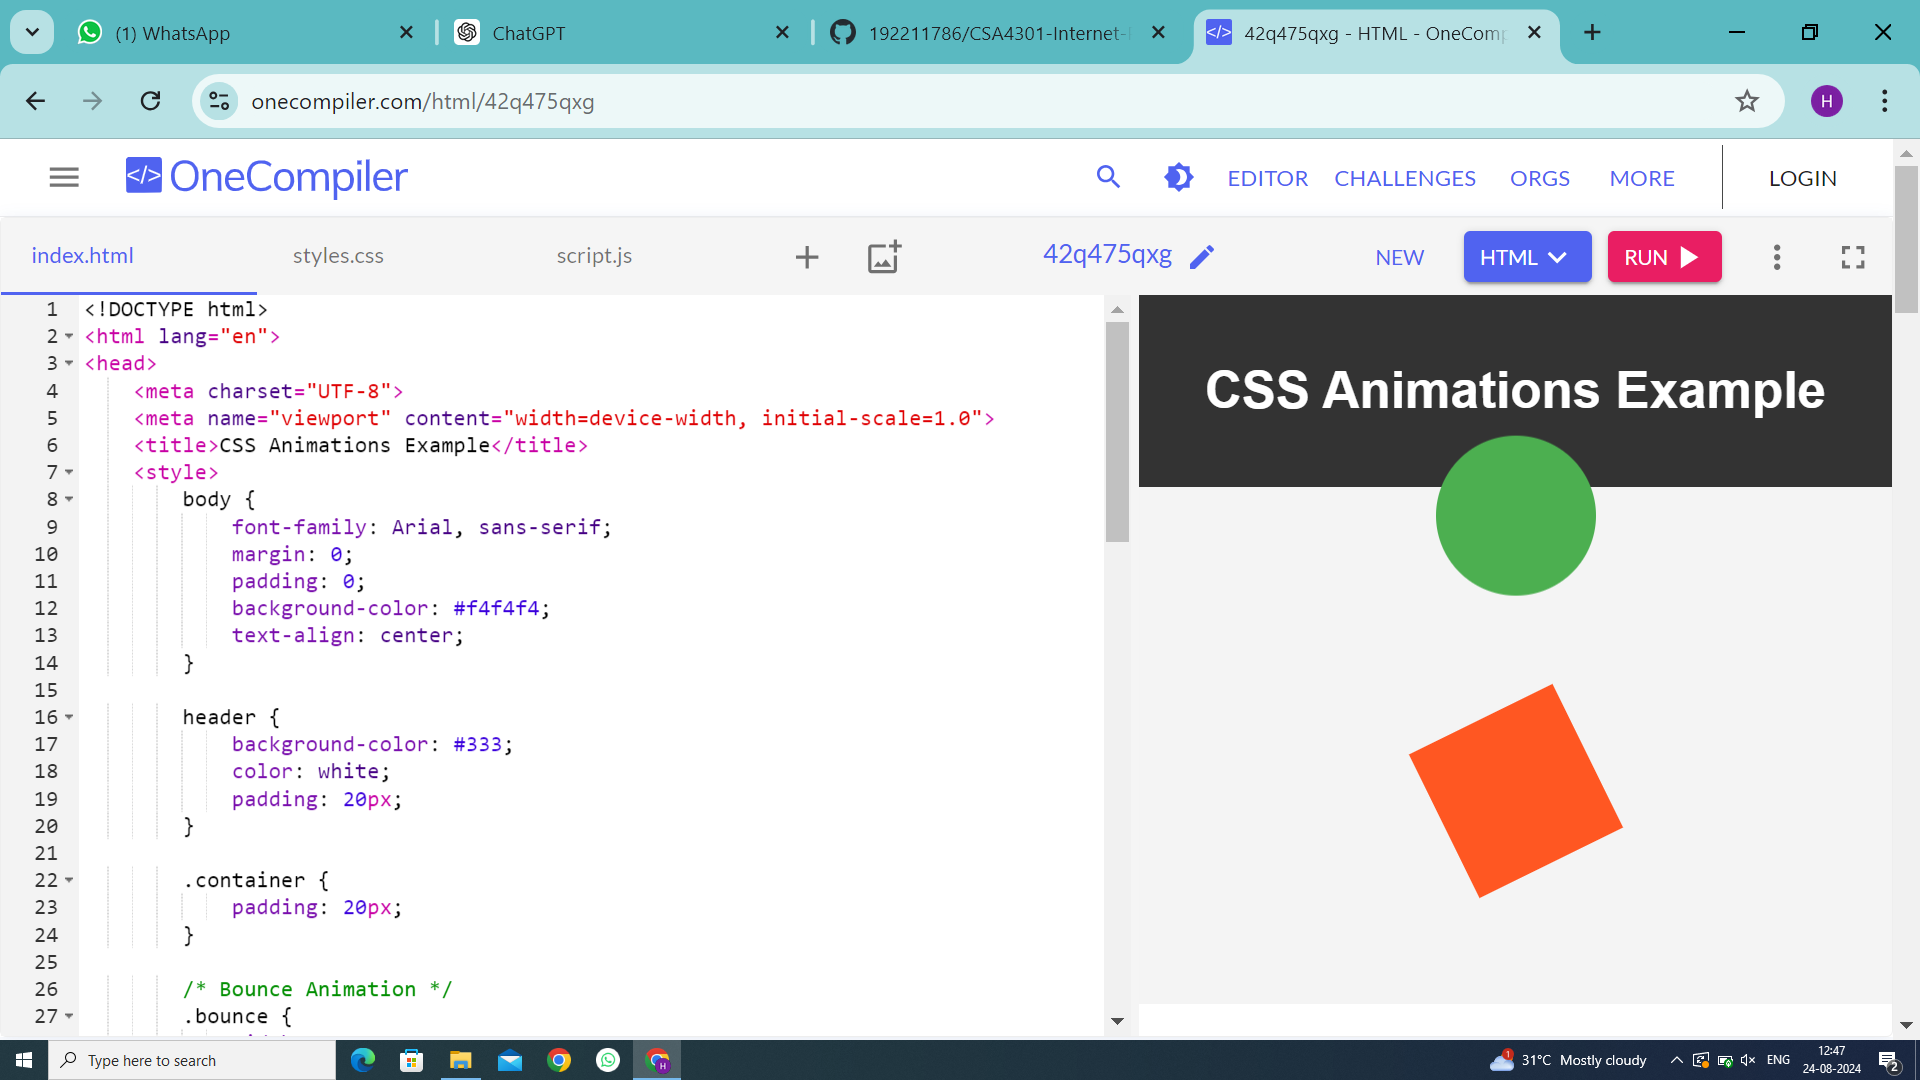 (1) WhatsApp
ChatGPT
192211786/CSA4301-Internet-
42q475qxg - HTML - OneComp
onecompiler.com/html/42q475qxg
H
</> OneCompiler
EDITOR CHALLENGES ORGS MORE LOGIN
index.html styles.css script.js 42q475qxg NEW HTML RUN
1 <!DOCTYPE html>
2 <html lang="en">
3 <head>
4 <meta charset="UTF-8">
5 <meta name="viewport" content="width=device-width, initial-scale=1.0">
6 <title>CSS Animations Example</title>
7 <style>
8 body {
9 font-family: Arial, sans-serif;
10 margin: 0;
11 padding: 0;
12 background-color: #f4f4f4;
13 text-align: center;
14 }
15
16 header {
17 background-color: #333;
18 color: white;
19 padding: 20px;
20 }
21
22 .container {
23 padding: 20px;
24 }
25
26 /* Bounce Animation */
27 .bounce {
CSS Animations Example
Type here to search
1
31°C Mostly cloudy
ENG
12:47
24-08-2024
2